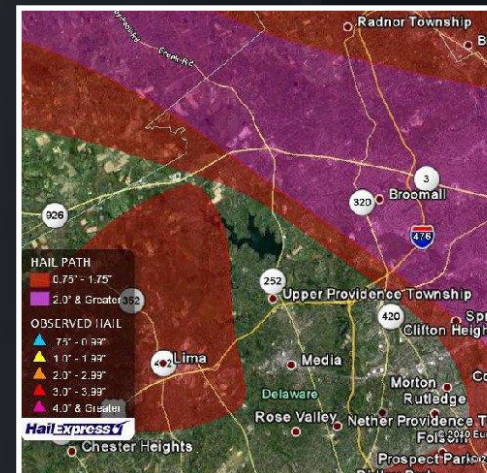 Radnor Township
Creek Rd
3
320
Broomall
926
476
HAIL PATH
0.75" - 1.75"
2.0" & Greater
352
252
Upper Providence Township
OBSERVED HAIL
420
Clifton Heigh
.75" - 0.99"
1.0" - 1.99"
Lima
Media
2.0" - 2.99"
Morton
3.0" - 3.99"
Delaware
Rutledge
4.0" & Greater
Rose Valley
Nether Providence T
HailExpress
Folsom
Chester Heights
Prospect Park